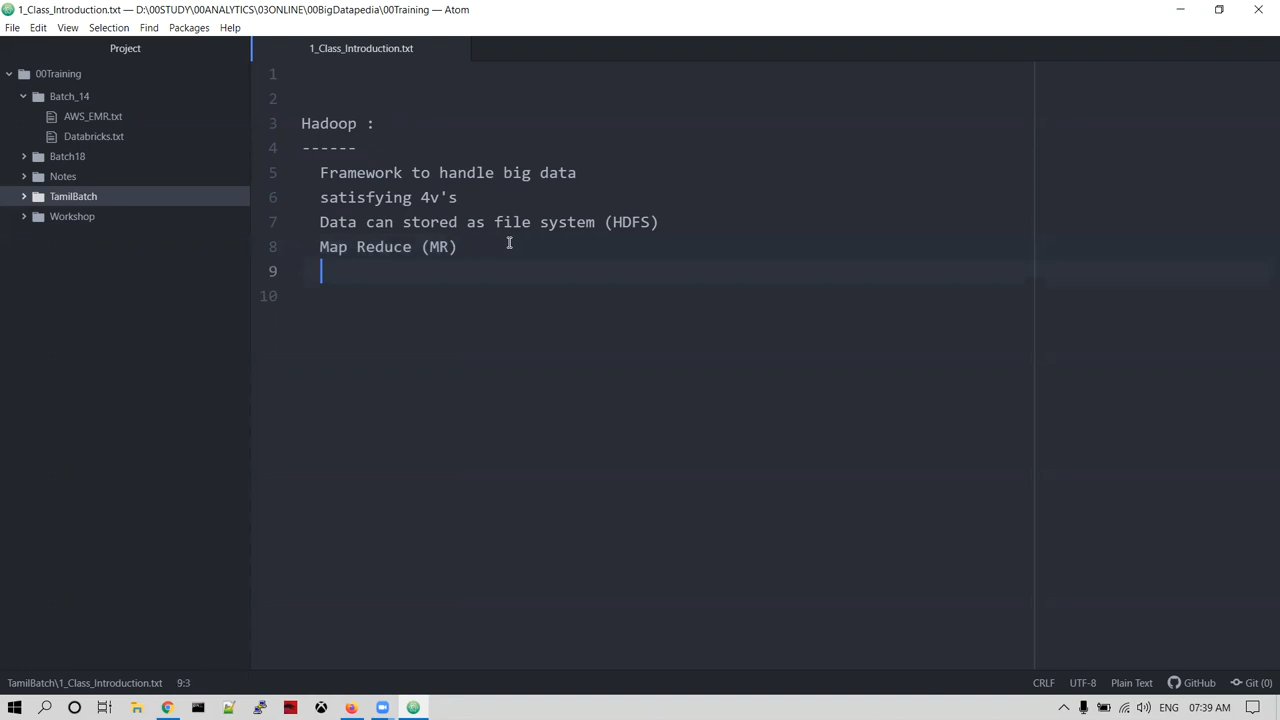 1_Class_Introduction.txt — D:\00STUDY\00ANALYTICS\03ONLINE\00BigDatapedia\00Training — Atom
File Edit View Selection Find Packages Help
Project
1_Class_Introduction.txt
00Training
Batch_14
AWS_EMR.txt
Databricks.txt
Batch18
Notes
TamilBatch
Workshop
1
2
3 Hadoop :
4 ------
5 Framework to handle big data
6 satisfying 4v's
7 Data can stored as file system (HDFS)
8 Map Reduce (MR)
9
10
TamilBatch\1_Class_Introduction.txt 9:3 CRLF UTF-8 Plain Text GitHub Git (0)
ENG 07:39 AM